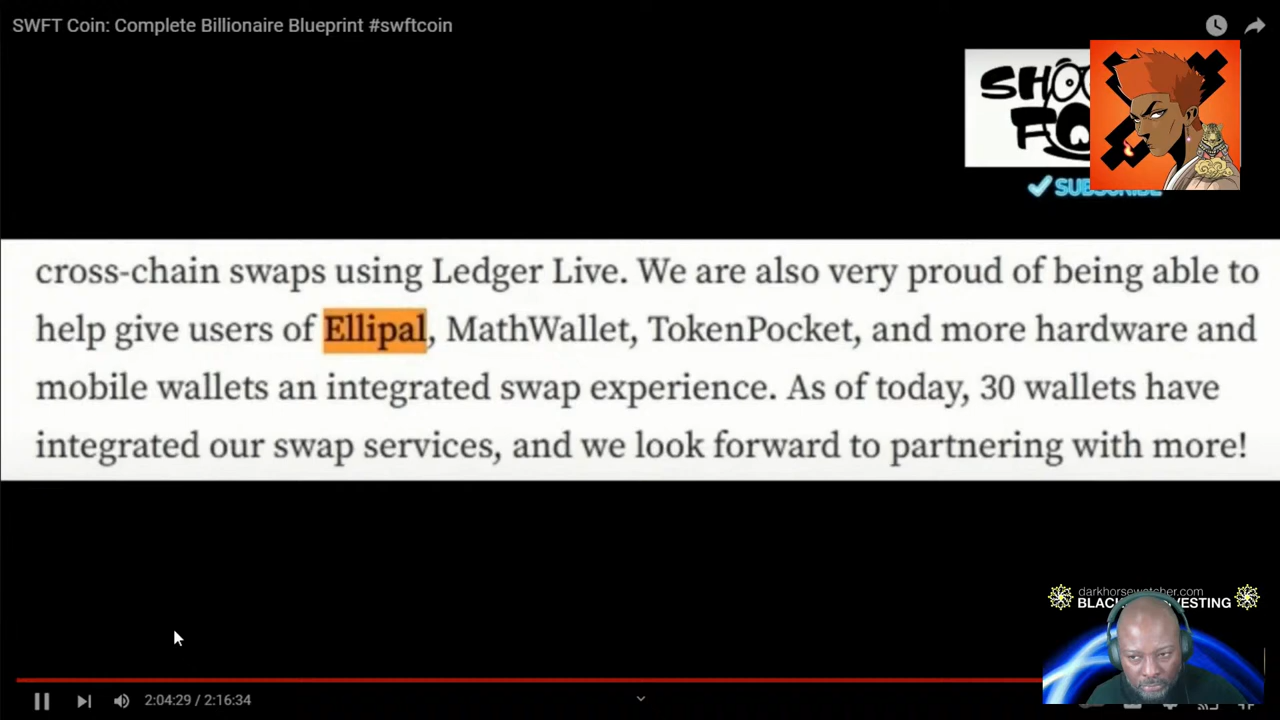 SWFT Coin: Complete Billionaire Blueprint #swftcoin
cross-chain swaps using Ledger Live. We are also very proud of being able to
help give users of Ellipal, MathWallet, TokenPocket, and more hardware and
mobile wallets an integrated swap experience. As of today, 30 wallets have
integrated our swap services, and we look forward to partnering with more!
darkhorsewatcher.com
2:04:29 / 2:16:34